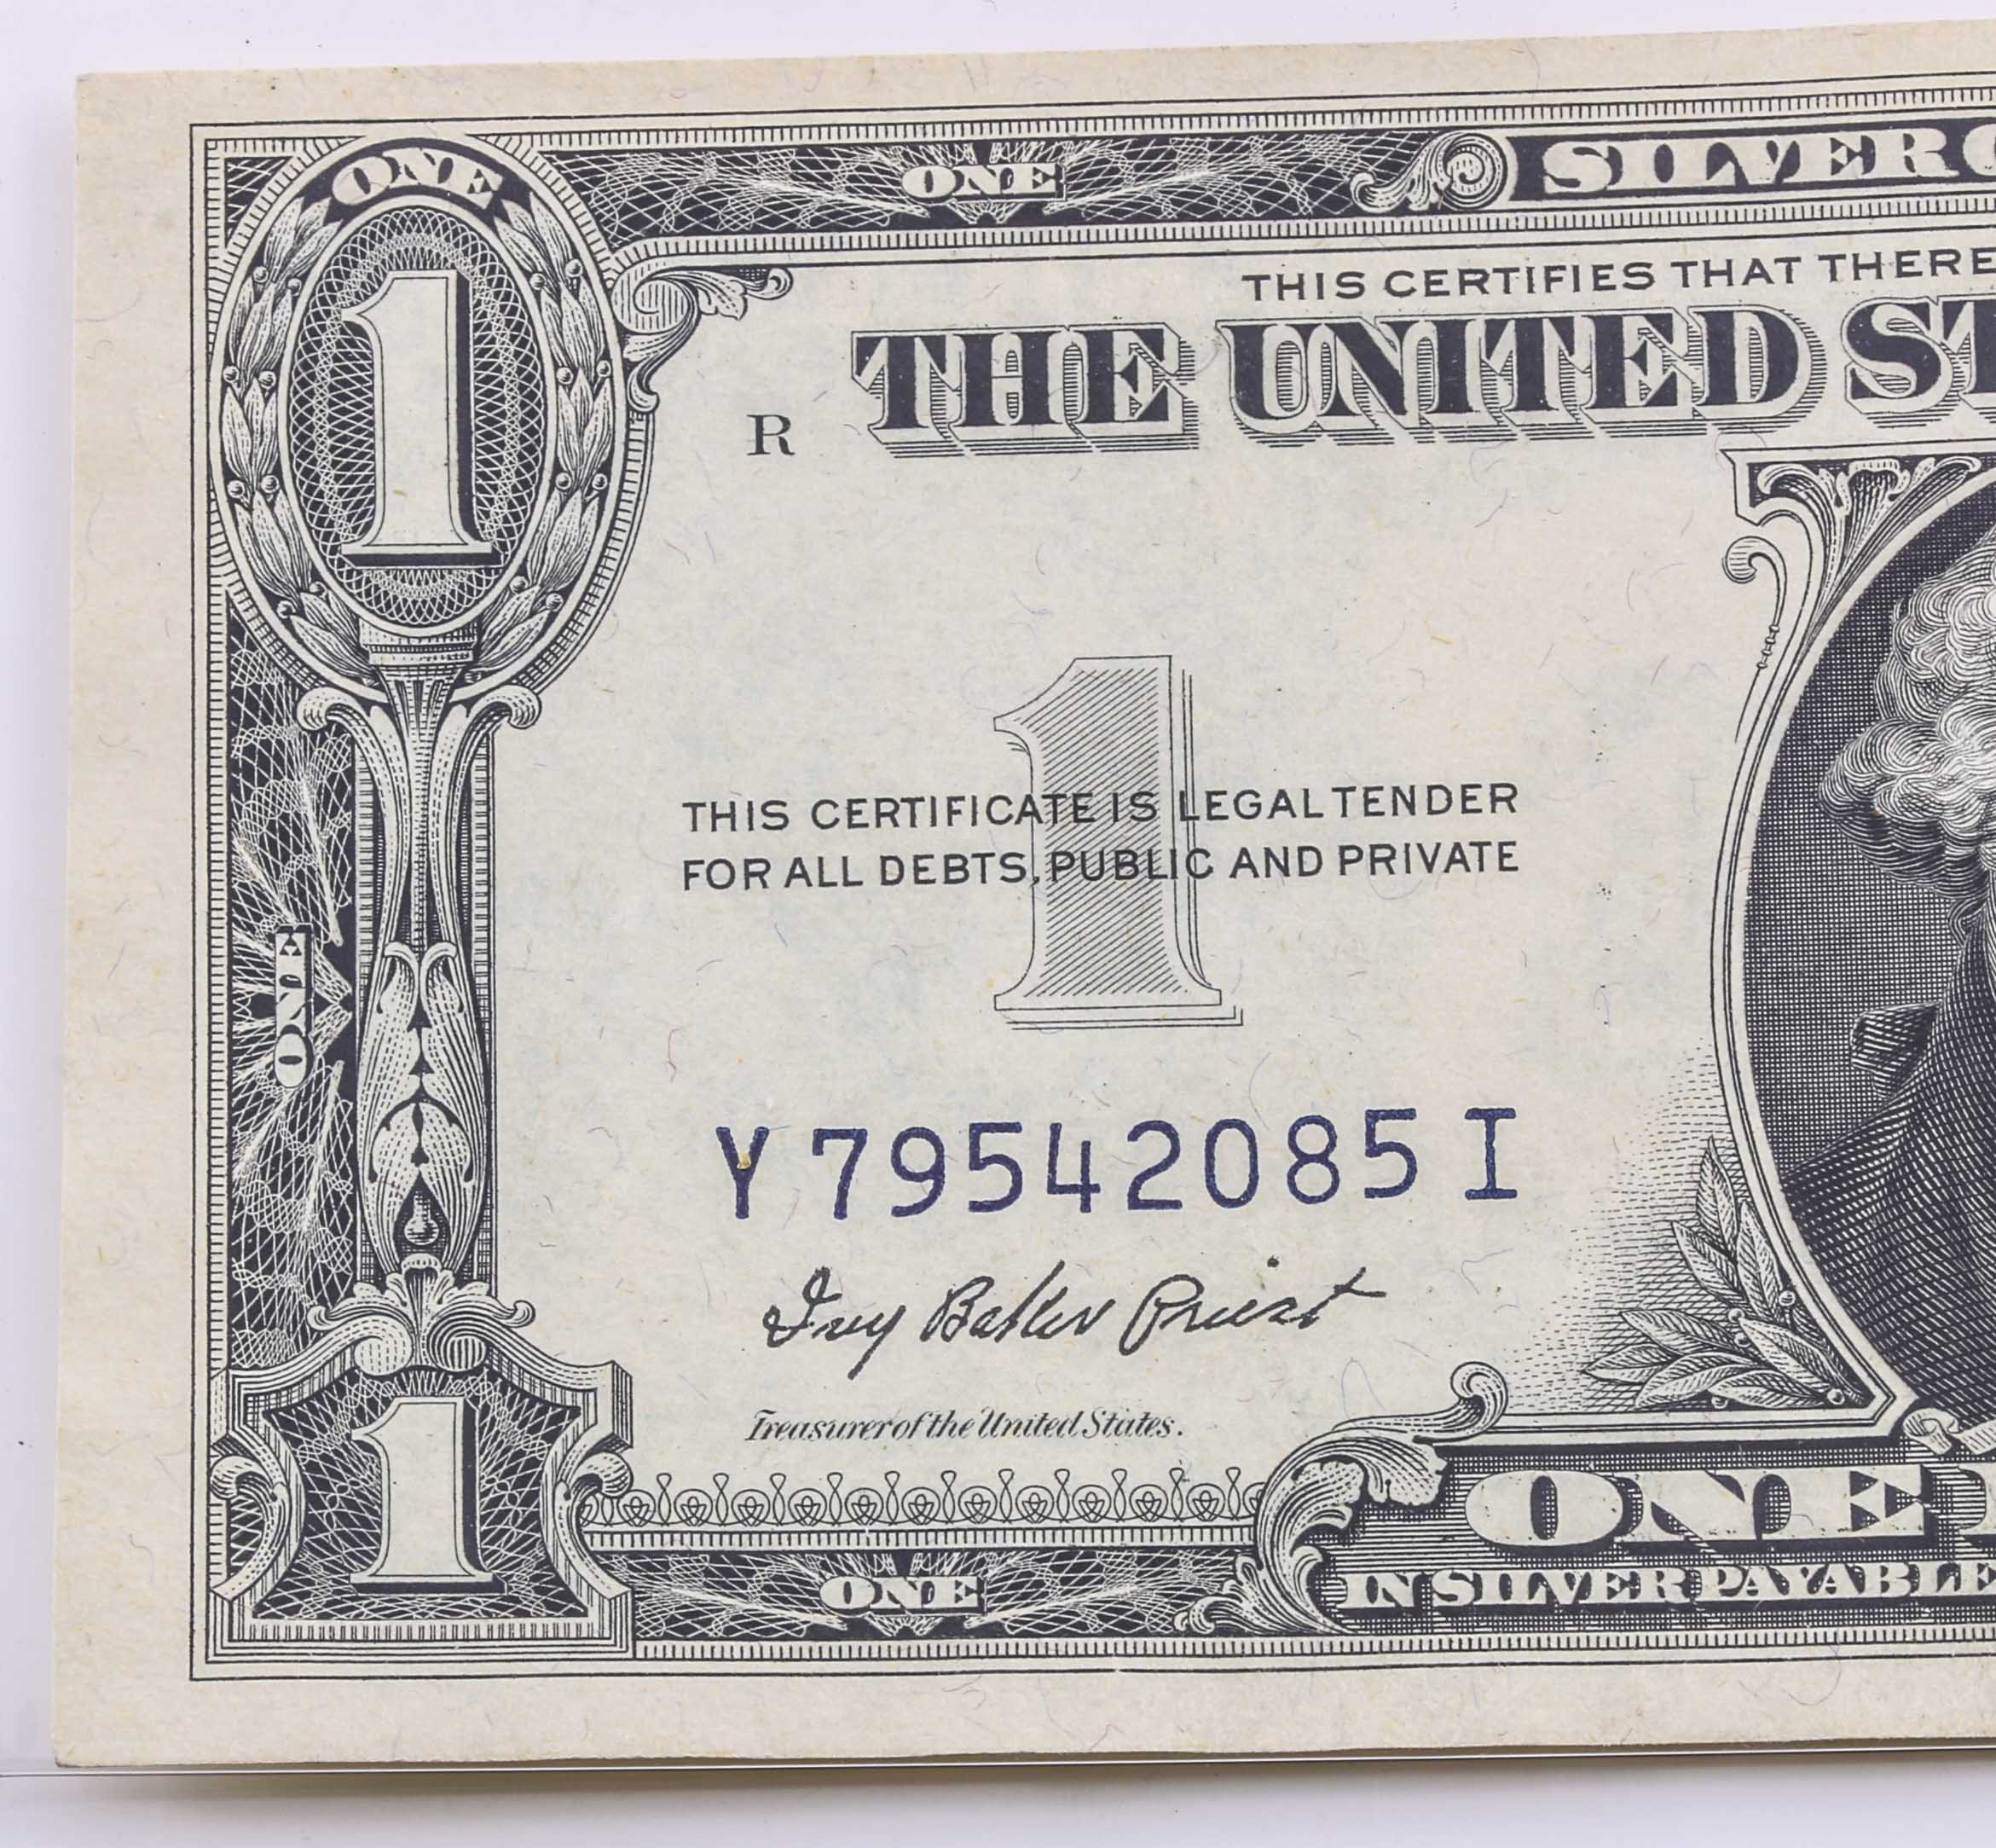 ONE
ONE
SILVER C
1
THIS CERTIFIES THAT THERE
THE UNITED ST
R
1
THIS CERTIFICATE IS LEGAL TENDER
FOR ALL DEBTS, PUBLIC AND PRIVATE
ONE
Y 79542085 I
Ivy Baker Priest
Treasurer of the United States.
1
ONE
ONE
IN SILVER PAYABLE